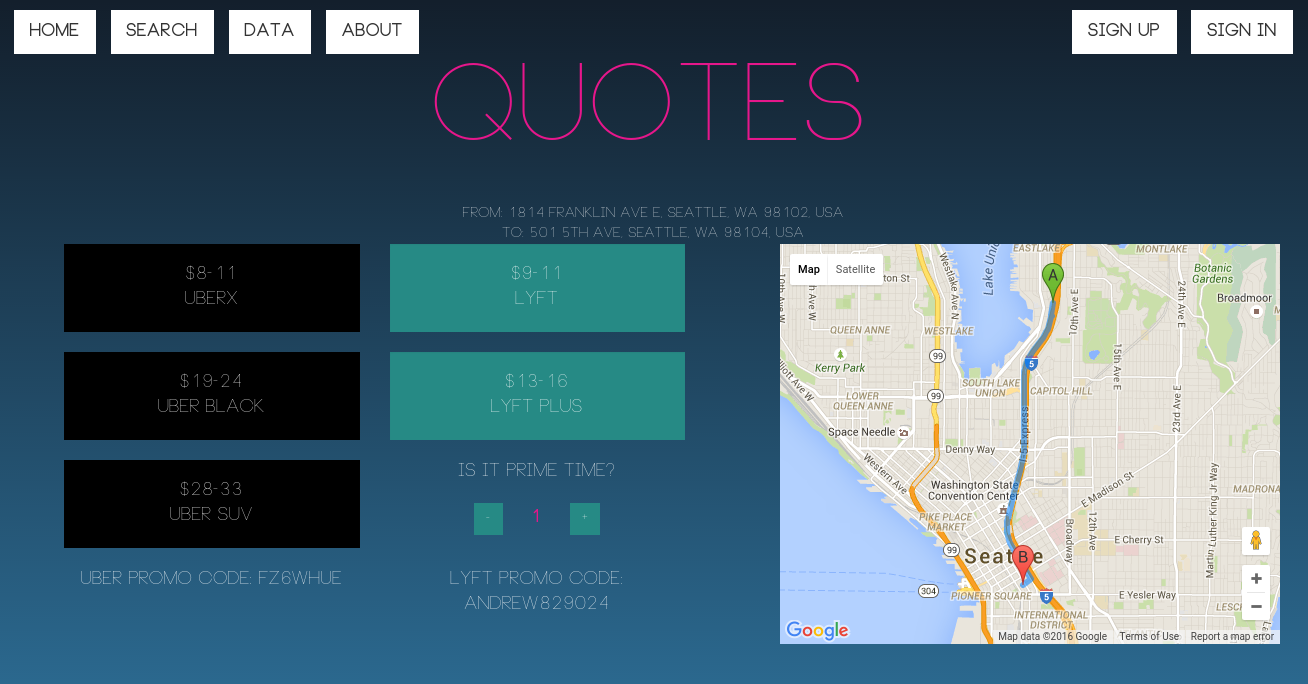 HOME
SEARCH
DATA
ABOUT
SIGN UP
SIGN IN
QUOTES
FROM: 1814 FRANKLIN AVE E, SEATTLE, WA 98102, USA
TO: 501 5TH AVE, SEATTLE, WA 98104, USA
$8-11
UBERX
$9-11
LYFT
$19-24
UBER BLACK
$13-16
LYFT PLUS
$28-33
UBER SUV
IS IT PRIME TIME?
- 1 +
UBER PROMO CODE: FZ6WHUE
LYFT PROMO CODE:
ANDREW829024
Map
Satellite
EASTLAKE
MONTLAKE
Lake Union
Westlake Ave N
Botanic
Gardens
Broadmoor
10th Ave E
24th Ave E
QUEEN ANNE
WESTLAKE
99
5
15th Ave E
Kerry Park
SOUTH LAKE
UNION
CAPITOL HILL
LOWER
QUEEN ANNE
99
23rd Ave E
Space Needle
I-5 Express
Denny Way
Western Ave
Washington State
Convention Center
E Madison St
MADRONA
PIKE PLACE
MARKET
Broadway
12th Ave
Martin Luther King Jr Way
E Cherry St
99
Seattle
A
B
304
PIONEER SQUARE
5
E Yesler Way
INTERNATIONAL
DISTRICT
+
-
Google
Map data ©2016 Google
Terms of Use
Report a map error